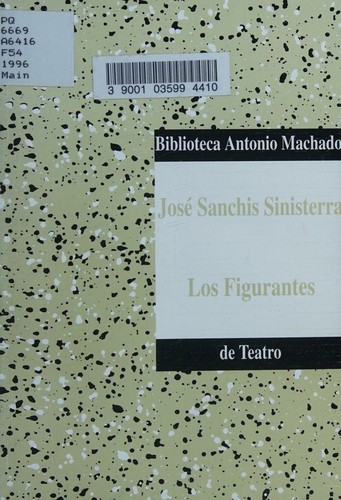 PQ
6669
A6416
F54
1996
Main
3 9001 03599 4410
Biblioteca Antonio Machado
José Sanchis Sinisterra
Los Figurantes
de Teatro